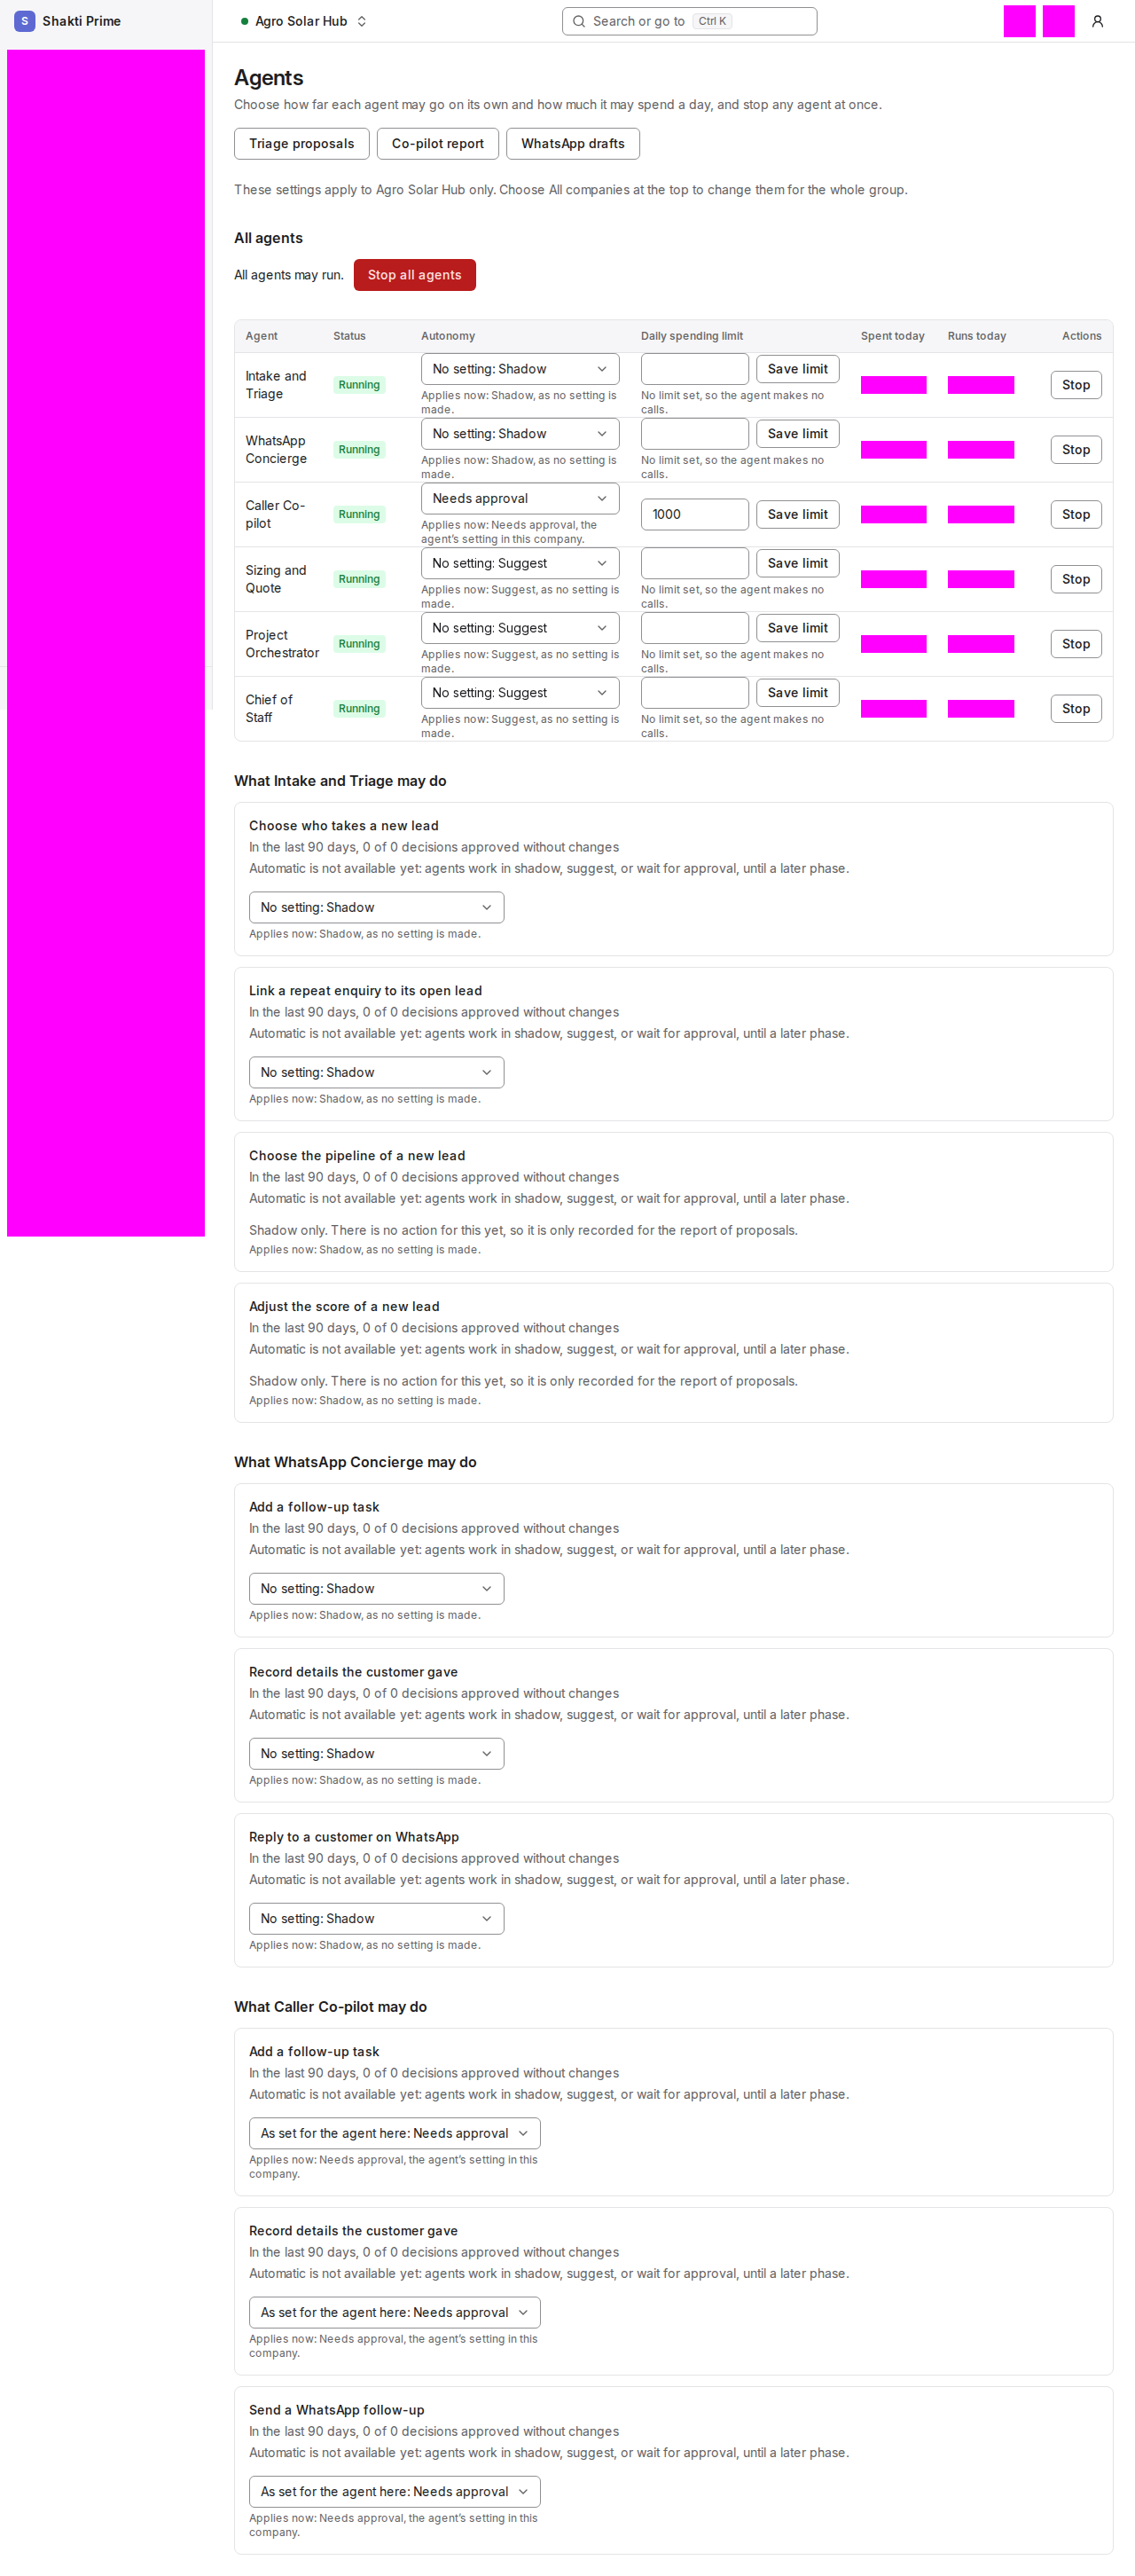 S Shakti Prime
Agro Solar Hub
Search or go to Ctrl K
Agents
Choose how far each agent may go on its own and how much it may spend a day, and stop any agent at once.
Triage proposals
Co-pilot report
WhatsApp drafts
These settings apply to Agro Solar Hub only. Choose All companies at the top to change them for the whole group.
All agents
All agents may run.
Stop all agents
Agent Status Autonomy Daily spending limit Spent today Runs today Actions
Intake and
Triage
Running
No setting: Shadow
Applies now: Shadow, as no setting is
made.
Save limit
No limit set, so the agent makes no
calls.
Stop
WhatsApp
Concierge
Running
No setting: Shadow
Applies now: Shadow, as no setting is
made.
Save limit
No limit set, so the agent makes no
calls.
Stop
Caller Co-
pilot
Running
Needs approval
Applies now: Needs approval, the
agent’s setting in this company.
1000
Save limit
Stop
Sizing and
Quote
Running
No setting: Suggest
Applies now: Suggest, as no setting is
made.
Save limit
No limit set, so the agent makes no
calls.
Stop
Project
Orchestrator
Running
No setting: Suggest
Applies now: Suggest, as no setting is
made.
Save limit
No limit set, so the agent makes no
calls.
Stop
Chief of
Staff
Running
No setting: Suggest
Applies now: Suggest, as no setting is
made.
Save limit
No limit set, so the agent makes no
calls.
Stop
What Intake and Triage may do
Choose who takes a new lead
In the last 90 days, 0 of 0 decisions approved without changes
Automatic is not available yet: agents work in shadow, suggest, or wait for approval, until a later phase.
No setting: Shadow
Applies now: Shadow, as no setting is made.
Link a repeat enquiry to its open lead
In the last 90 days, 0 of 0 decisions approved without changes
Automatic is not available yet: agents work in shadow, suggest, or wait for approval, until a later phase.
No setting: Shadow
Applies now: Shadow, as no setting is made.
Choose the pipeline of a new lead
In the last 90 days, 0 of 0 decisions approved without changes
Automatic is not available yet: agents work in shadow, suggest, or wait for approval, until a later phase.
Shadow only. There is no action for this yet, so it is only recorded for the report of proposals.
Applies now: Shadow, as no setting is made.
Adjust the score of a new lead
In the last 90 days, 0 of 0 decisions approved without changes
Automatic is not available yet: agents work in shadow, suggest, or wait for approval, until a later phase.
Shadow only. There is no action for this yet, so it is only recorded for the report of proposals.
Applies now: Shadow, as no setting is made.
What WhatsApp Concierge may do
Add a follow-up task
In the last 90 days, 0 of 0 decisions approved without changes
Automatic is not available yet: agents work in shadow, suggest, or wait for approval, until a later phase.
No setting: Shadow
Applies now: Shadow, as no setting is made.
Record details the customer gave
In the last 90 days, 0 of 0 decisions approved without changes
Automatic is not available yet: agents work in shadow, suggest, or wait for approval, until a later phase.
No setting: Shadow
Applies now: Shadow, as no setting is made.
Reply to a customer on WhatsApp
In the last 90 days, 0 of 0 decisions approved without changes
Automatic is not available yet: agents work in shadow, suggest, or wait for approval, until a later phase.
No setting: Shadow
Applies now: Shadow, as no setting is made.
What Caller Co-pilot may do
Add a follow-up task
In the last 90 days, 0 of 0 decisions approved without changes
Automatic is not available yet: agents work in shadow, suggest, or wait for approval, until a later phase.
As set for the agent here: Needs approval
Applies now: Needs approval, the agent’s setting in this
company.
Record details the customer gave
In the last 90 days, 0 of 0 decisions approved without changes
Automatic is not available yet: agents work in shadow, suggest, or wait for approval, until a later phase.
As set for the agent here: Needs approval
Applies now: Needs approval, the agent’s setting in this
company.
Send a WhatsApp follow-up
In the last 90 days, 0 of 0 decisions approved without changes
Automatic is not available yet: agents work in shadow, suggest, or wait for approval, until a later phase.
As set for the agent here: Needs approval
Applies now: Needs approval, the agent’s setting in this
company.